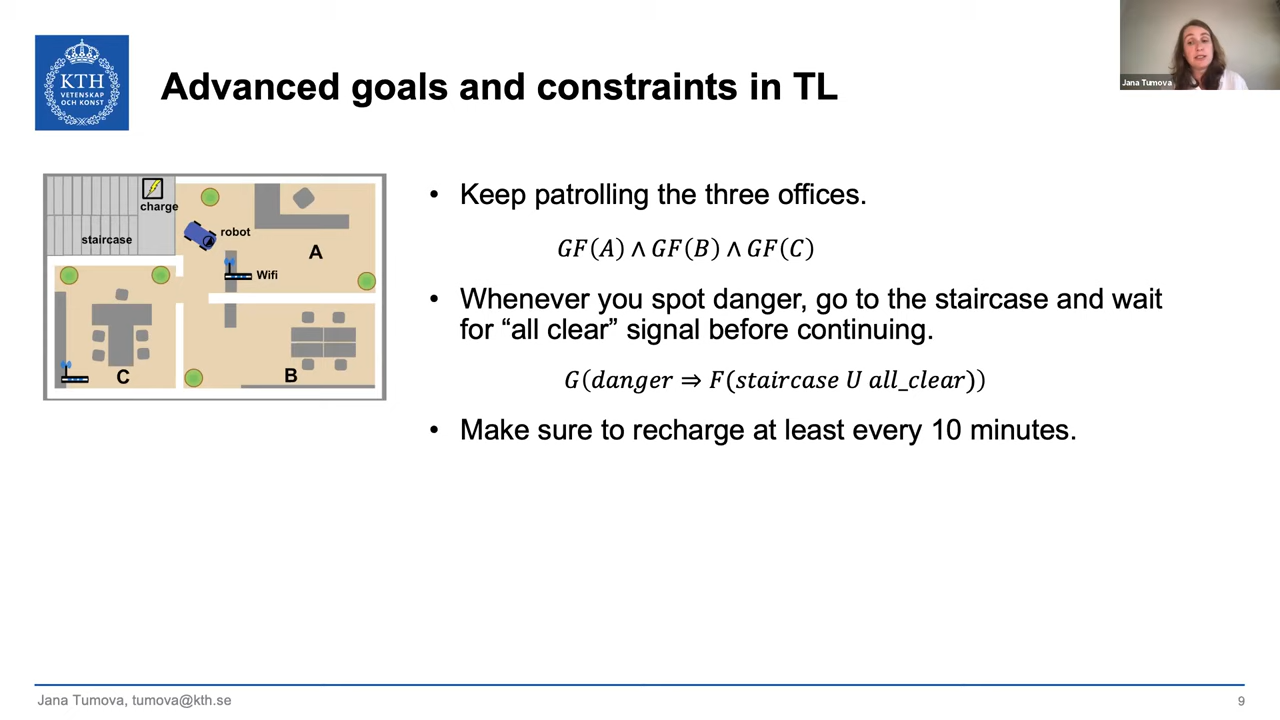 KTH
VETENSKAP
OCH KONST
Advanced goals and constraints in TL
Jana Tumova
charge
staircase
robot
A
Wifi
C
B
• Keep patrolling the three offices.
GF(A) ∧ GF(B) ∧ GF(C)
• Whenever you spot danger, go to the staircase and wait
for “all clear” signal before continuing.
G(danger ⇒ F(staircase U all_clear))
• Make sure to recharge at least every 10 minutes.
Jana Tumova, tumova@kth.se
9